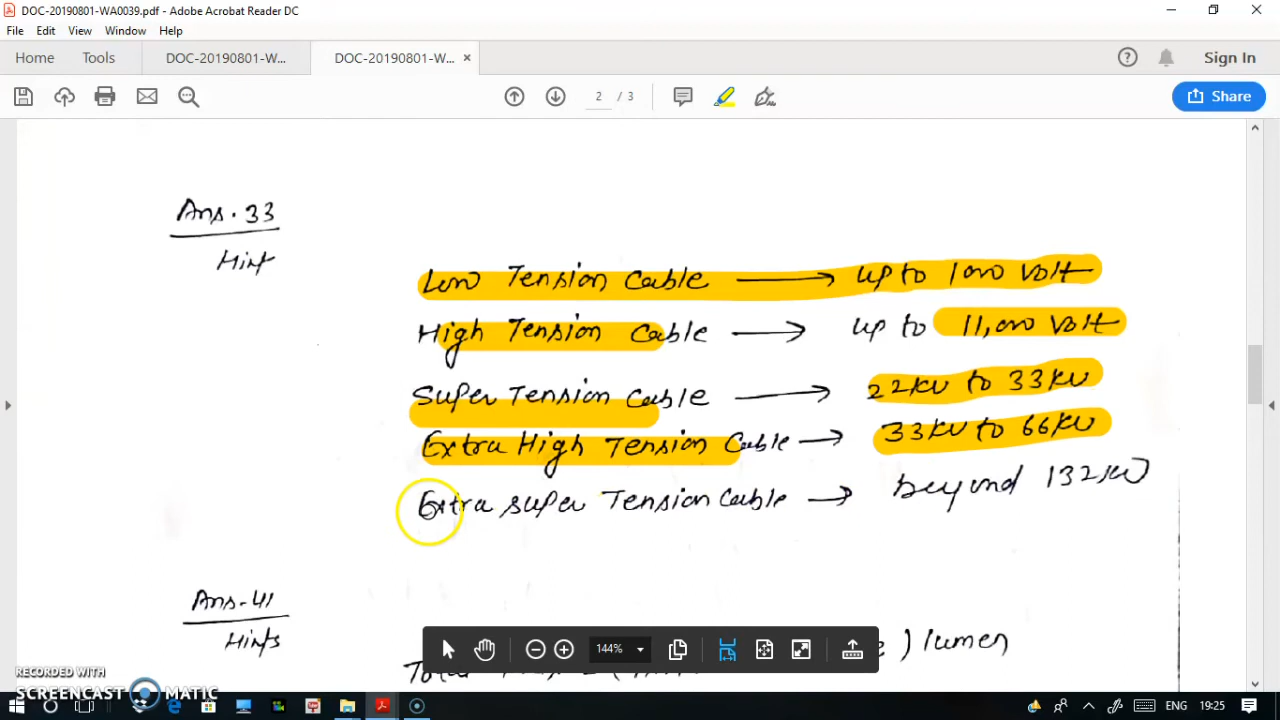 DOC-20190801-WA0039.pdf - Adobe Acrobat Reader DC
File Edit View Window Help
Home Tools DOC-20190801-W... DOC-20190801-W... ×
Sign In
2 / 3
Share
Ans. 33
Hint
Low Tension Cable → up to 1000 volt
High Tension Cable → up to 11,000 volt
Super Tension Cable → 22kv to 33kv
Extra High Tension Cable → 33kv to 66kv
Extra super Tension Cable → beyond 132kv
Ans-41
Hints
144%
) lumen
RECORDED WITH
SCREENCAST MATIC
ENG 19:25